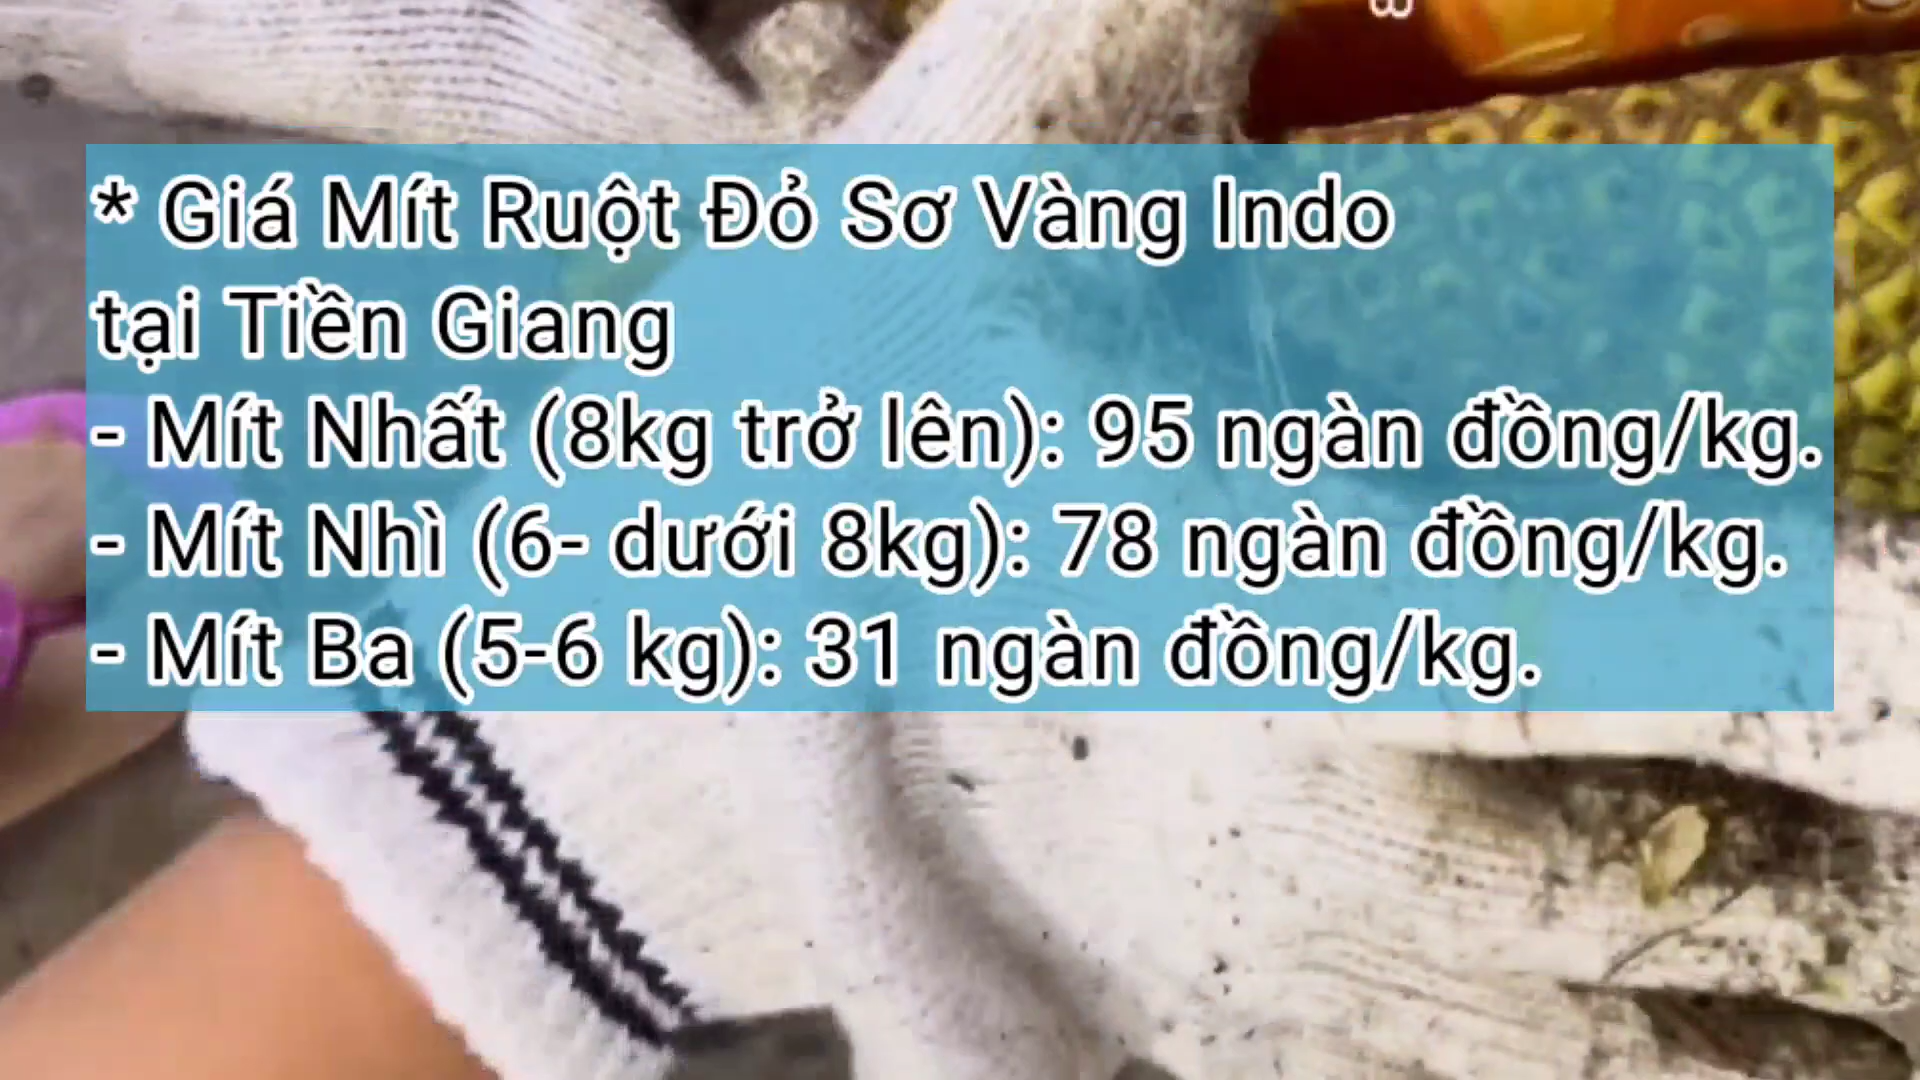 * Giá Mít Ruột Đỏ Sơ Vàng Indo
tại Tiền Giang
- Mít Nhất (8kg trở lên): 95 ngàn đồng/kg.
- Mít Nhì (6- dưới 8kg): 78 ngàn đồng/kg.
- Mít Ba (5-6 kg): 31 ngàn đồng/kg.